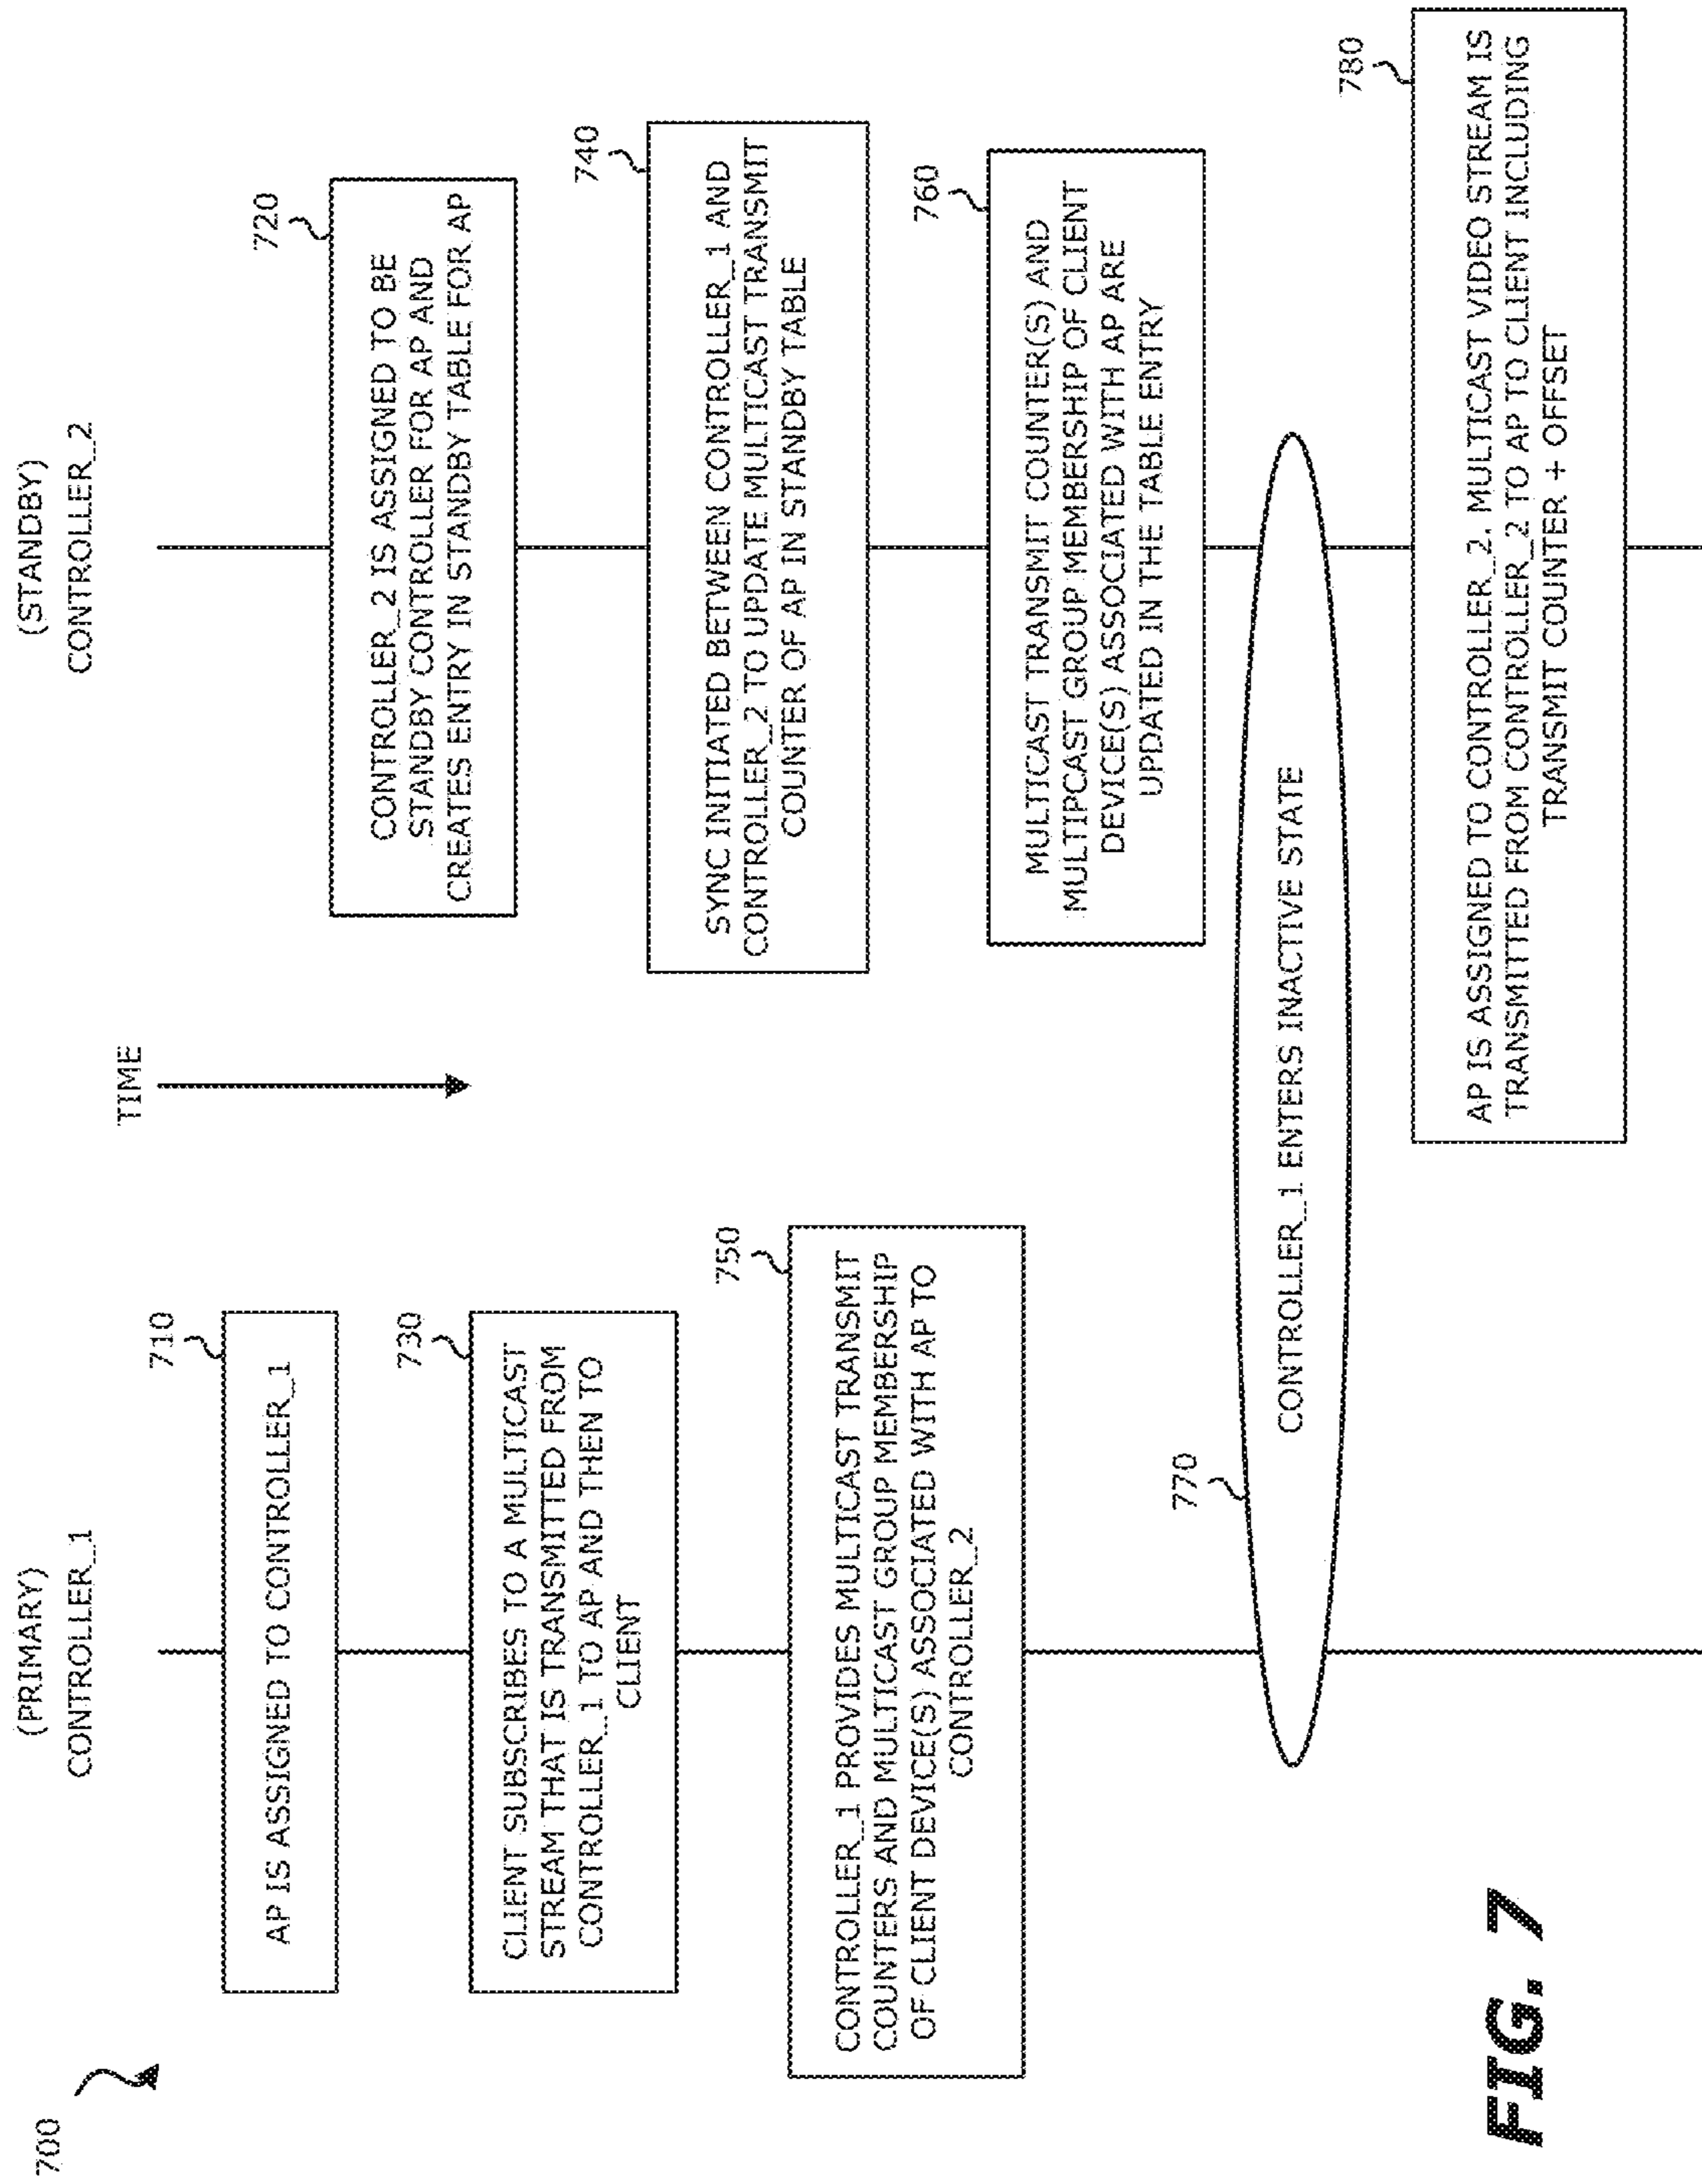 700
(PRIMARY)
CONTROLLER_1
TIME
(STANDBY)
CONTROLLER_2
710
AP IS ASSIGNED TO CONTROLLER_1
720
CONTROLLER_2 IS ASSIGNED TO BE
STANDBY CONTROLLER FOR AP AND
CREATES ENTRY IN STANDBY TABLE FOR AP
730
CLIENT SUBSCRIBES TO A MULTICAST
STREAM THAT IS TRANSMITTED FROM
CONTROLLER_1 TO AP AND THEN TO
CLIENT
740
SYNC INITIATED BETWEEN CONTROLLER_1 AND
CONTROLLER_2 TO UPDATE MULTICAST TRANSMIT
COUNTER OF AP IN STANDBY TABLE
750
CONTROLLER_1 PROVIDES MULTICAST TRANSMIT
COUNTERS AND MULTICAST GROUP MEMBERSHIP
OF CLIENT DEVICE(S) ASSOCIATED WITH AP TO
CONTROLLER_2
760
MULTICAST TRANSMIT COUNTER(S) AND
MULTIPCAST GROUP MEMBERSHIP OF CLIENT
DEVICE(S) ASSOCIATED WITH AP ARE
UPDATED IN THE TABLE ENTRY
770
CONTROLLER_1 ENTERS INACTIVE STATE
780
AP IS ASSIGNED TO CONTROLLER_2. MULTICAST VIDEO STREAM IS
TRANSMITTED FROM CONTROLLER_2 TO AP TO CLIENT INCLUDING
TRANSMIT COUNTER + OFFSET
FIG. 7